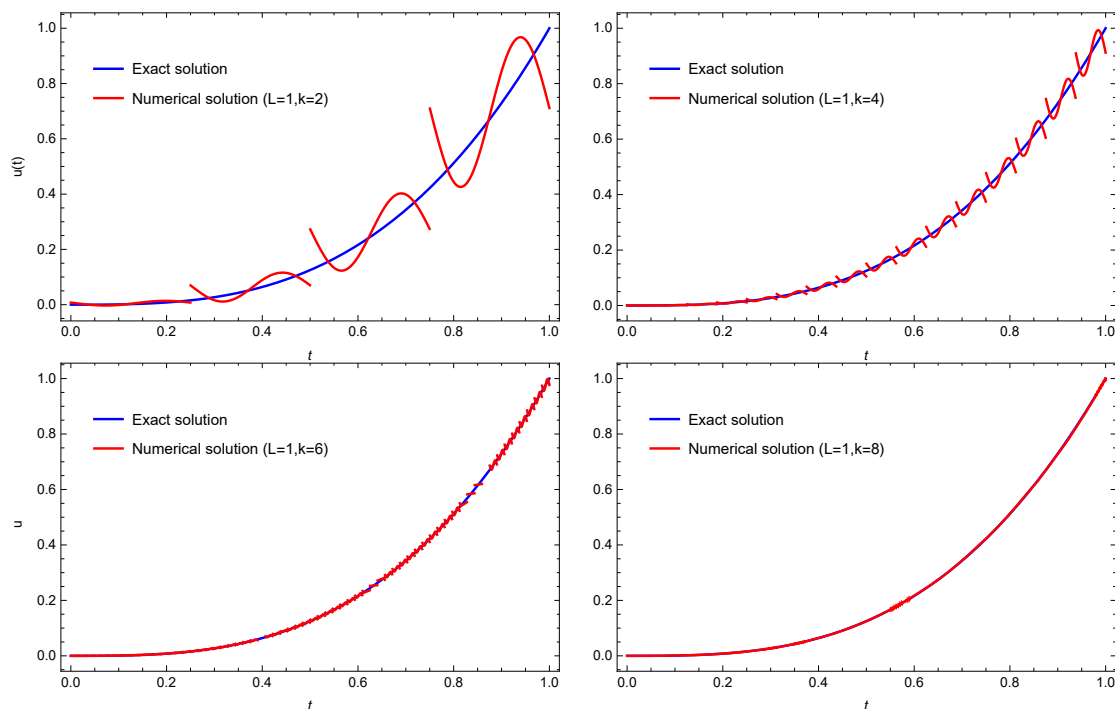 1.0
0.8
0.6
0.4
0.2
0.0
u(t)
Exact solution
Numerical solution (L=1,k=2)
0.0 0.2 0.4 0.6 0.8 1.0
t
1.0
0.8
0.6
0.4
0.2
0.0
Exact solution
Numerical solution (L=1,k=4)
0.0 0.2 0.4 0.6 0.8 1.0
t
1.0
0.8
0.6
0.4
0.2
0.0
u
Exact solution
Numerical solution (L=1,k=6)
0.0 0.2 0.4 0.6 0.8 1.0
t
1.0
0.8
0.6
0.4
0.2
0.0
Exact solution
Numerical solution (L=1,k=8)
0.0 0.2 0.4 0.6 0.8 1.0
t